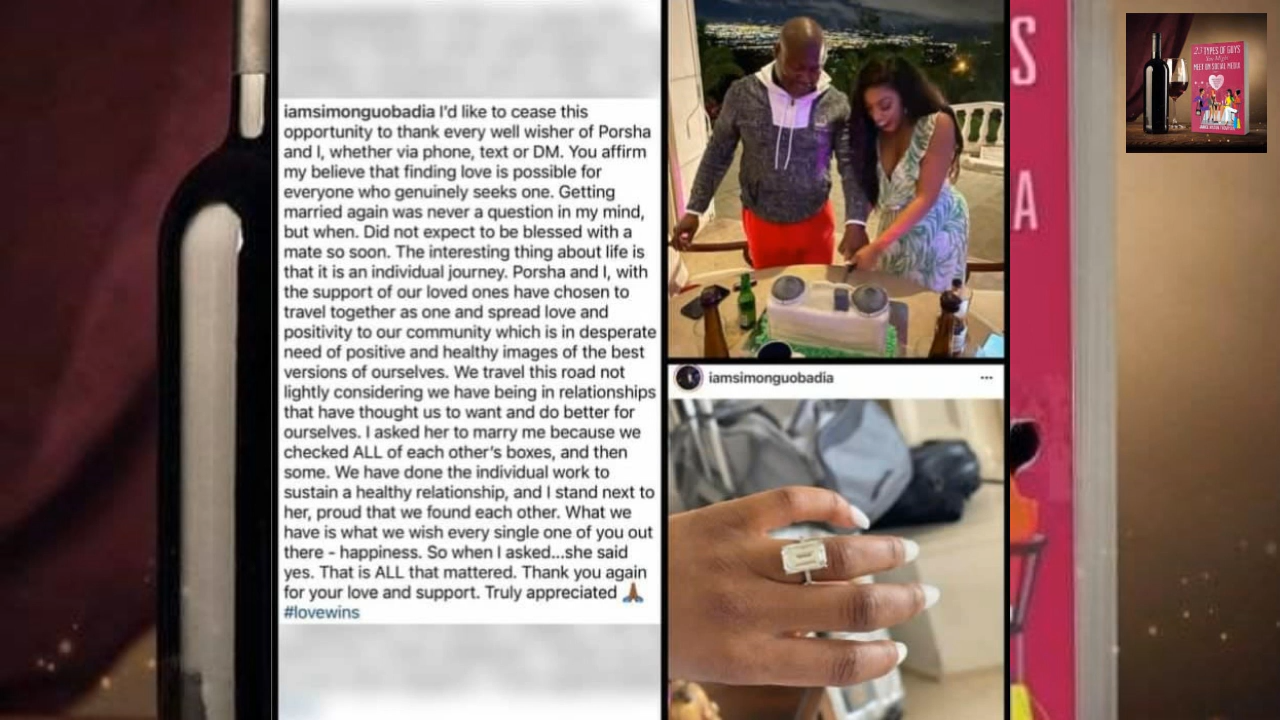 iamsimonguobadia I'd like to cease this
opportunity to thank every well wisher of Porsha
and I, whether via phone, text or DM. You affirm
my believe that finding love is possible for
everyone who genuinely seeks one. Getting
married again was never a question in my mind,
but when. Did not expect to be blessed with a
mate so soon. The interesting thing about life is
that it is an individual journey. Porsha and I, with
the support of our loved ones have chosen to
travel together as one and spread love and
positivity to our community which is in desperate
need of positive and healthy images of the best
versions of ourselves. We travel this road not
lightly considering we have being in relationships
that have thought us to want and do better for
ourselves. I asked her to marry me because we
checked ALL of each other's boxes, and then
some. We have done the individual work to
sustain a healthy relationship, and I stand next to
her, proud that we found each other. What we
have is what we wish every single one of you out
there - happiness. So when I asked...she said
yes. That is ALL that mattered. Thank you again
for your love and support. Truly appreciated 🙏🏾
#lovewins
iamsimonguobadia
S
A
27 TYPES OF GUYS
You Might
MEET ON SOCIAL MEDIA